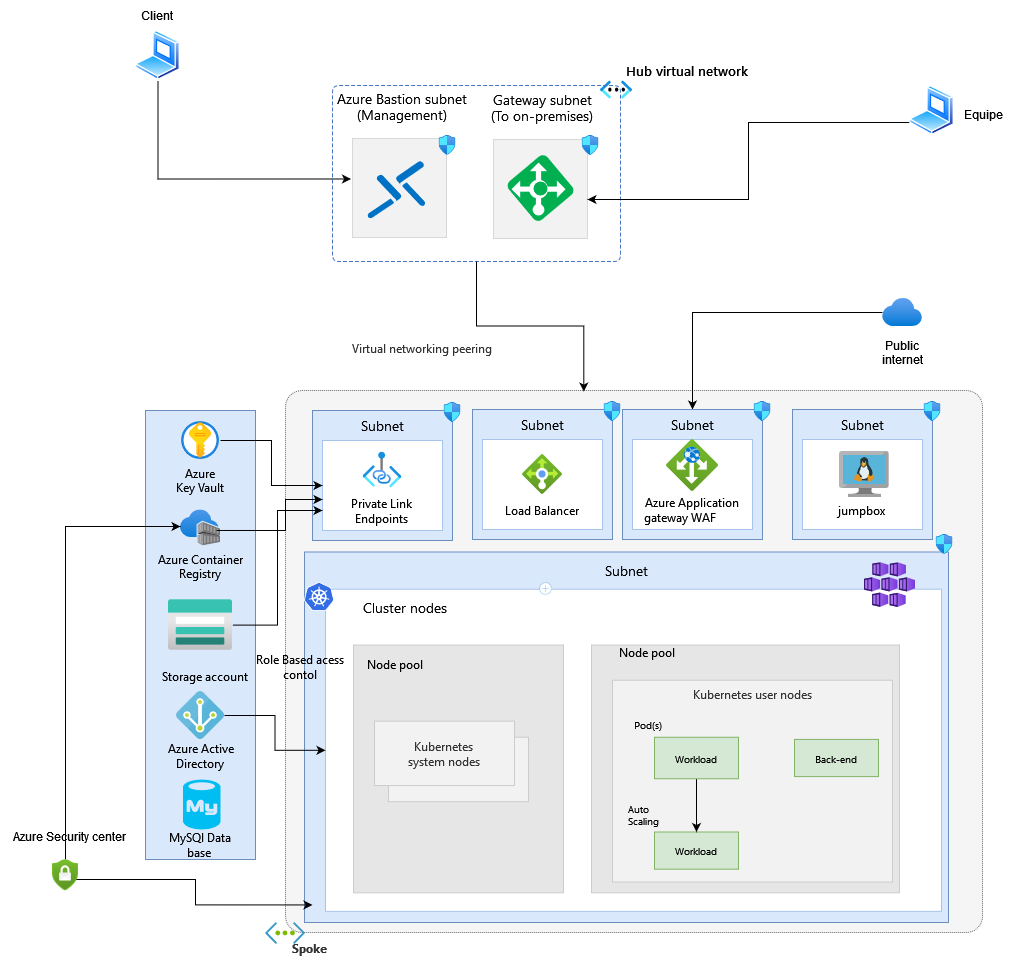 Client
Hub virtual network
Azure Bastion subnet
(Management)
Gateway subnet
(To on-premises)
Equipe
Public
internet
Virtual networking peering
Subnet
Private Link
Endpoints
Subnet
Load Balancer
Subnet
Azure Application
gateway WAF
Subnet
jumpbox
Azure
Key Vault
Azure Container
Registry
Storage account
Azure Active
Directory
My
MySQl Data
base
Role Based acess
contol
Azure Security center
Subnet
Cluster nodes
Node pool
Kubernetes
system nodes
Node pool
Kubernetes user nodes
Pod(s)
Workload
Back-end
Auto
Scaling
Workload
Spoke